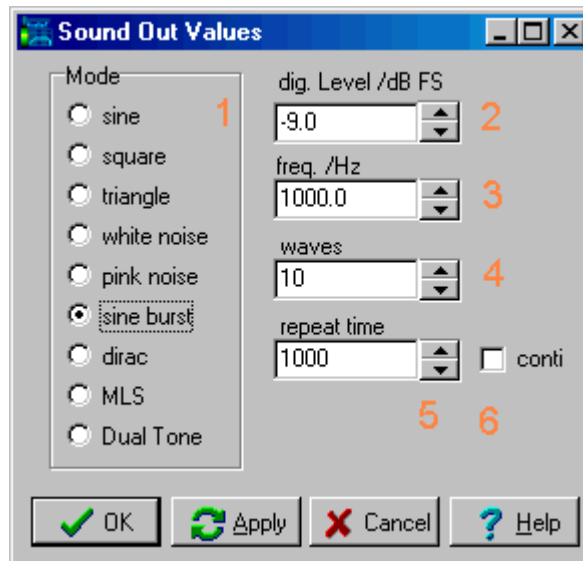 Sound Out Values
Mode
1
sine
square
triangle
white noise
pink noise
sine burst
dirac
MLS
Dual Tone
dig. Level /dB FS
-9.0
2
freq. /Hz
1000.0
3
waves
10
4
repeat time
1000
conti
5
6
OK
Apply
Cancel
Help